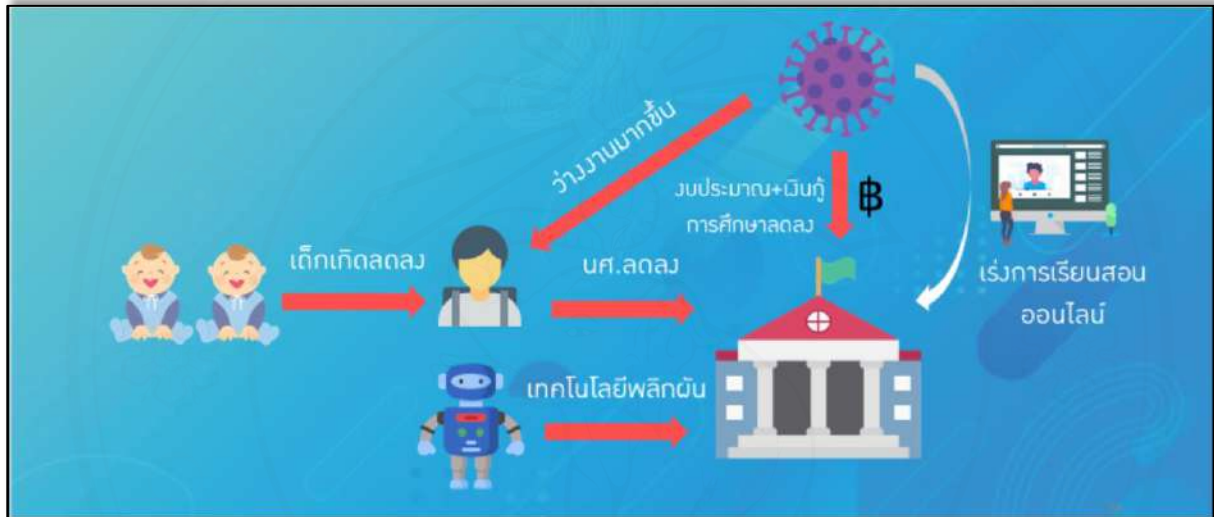 ว่างงานมากขึ้น
งบประมาณ+เงินกู้
การศึกษาลดลง
฿
เร่งการเรียนสอน
ออนไลน์
เด็กเกิดลดลง
นศ.ลดลง
เทคโนโลยีพลิกผัน